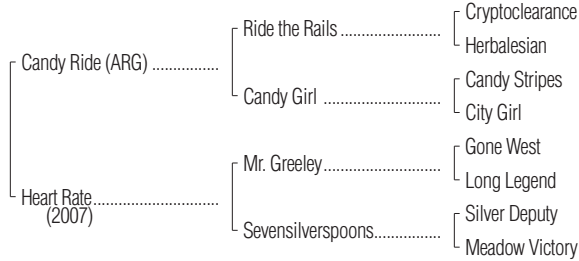 Cryptoclearance
Ride the Rails ....................
Herbalesian
Candy Ride (ARG) ................
Candy Stripes
Candy Girl ........................
City Girl
Gone West
Mr. Greeley........................
Long Legend
Heart Rate..............................
(2007)
Silver Deputy
Sevensilverspoons................
Meadow Victory